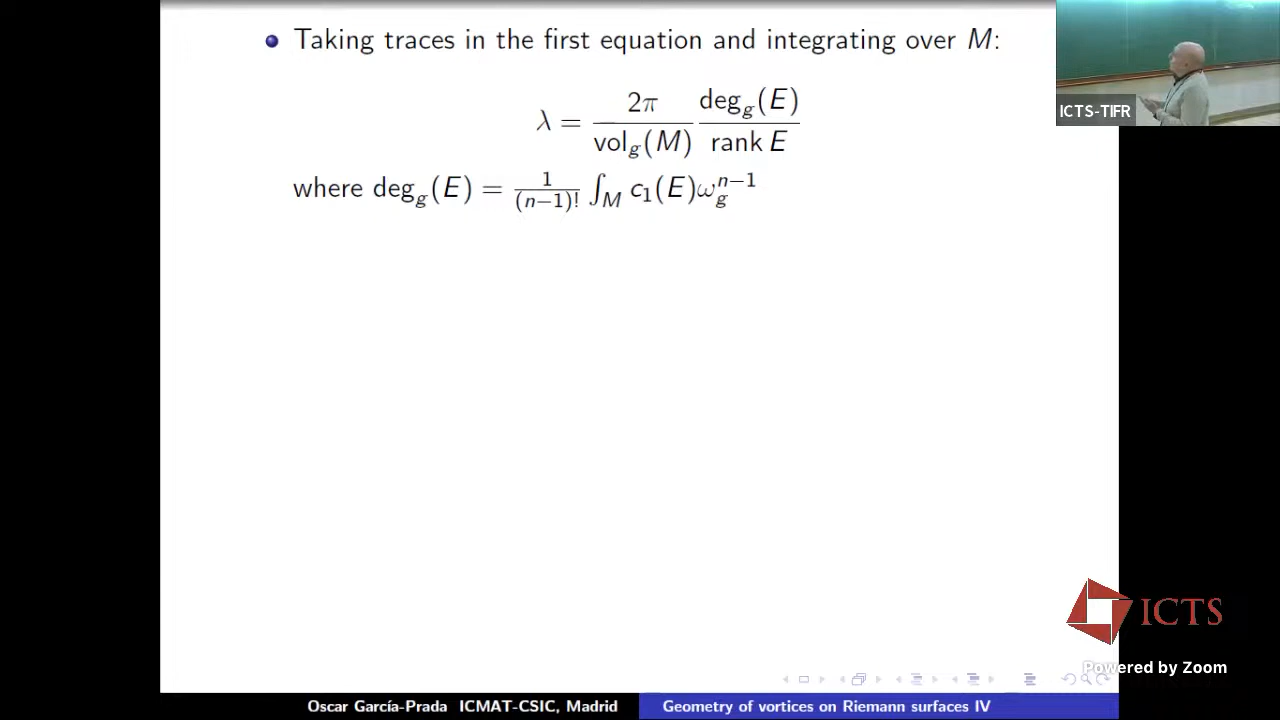 Taking traces in the first equation and integrating over M:
λ = 2π / vol_g(M) deg_g(E) / rank E
where deg_g(E) = 1/(n−1)! ∫_M c_1(E)ω_g^{n−1}
ICTS-TIFR
ICTS
Powered by Zoom
Oscar García-Prada ICMAT-CSIC, Madrid
Geometry of vortices on Riemann surfaces IV